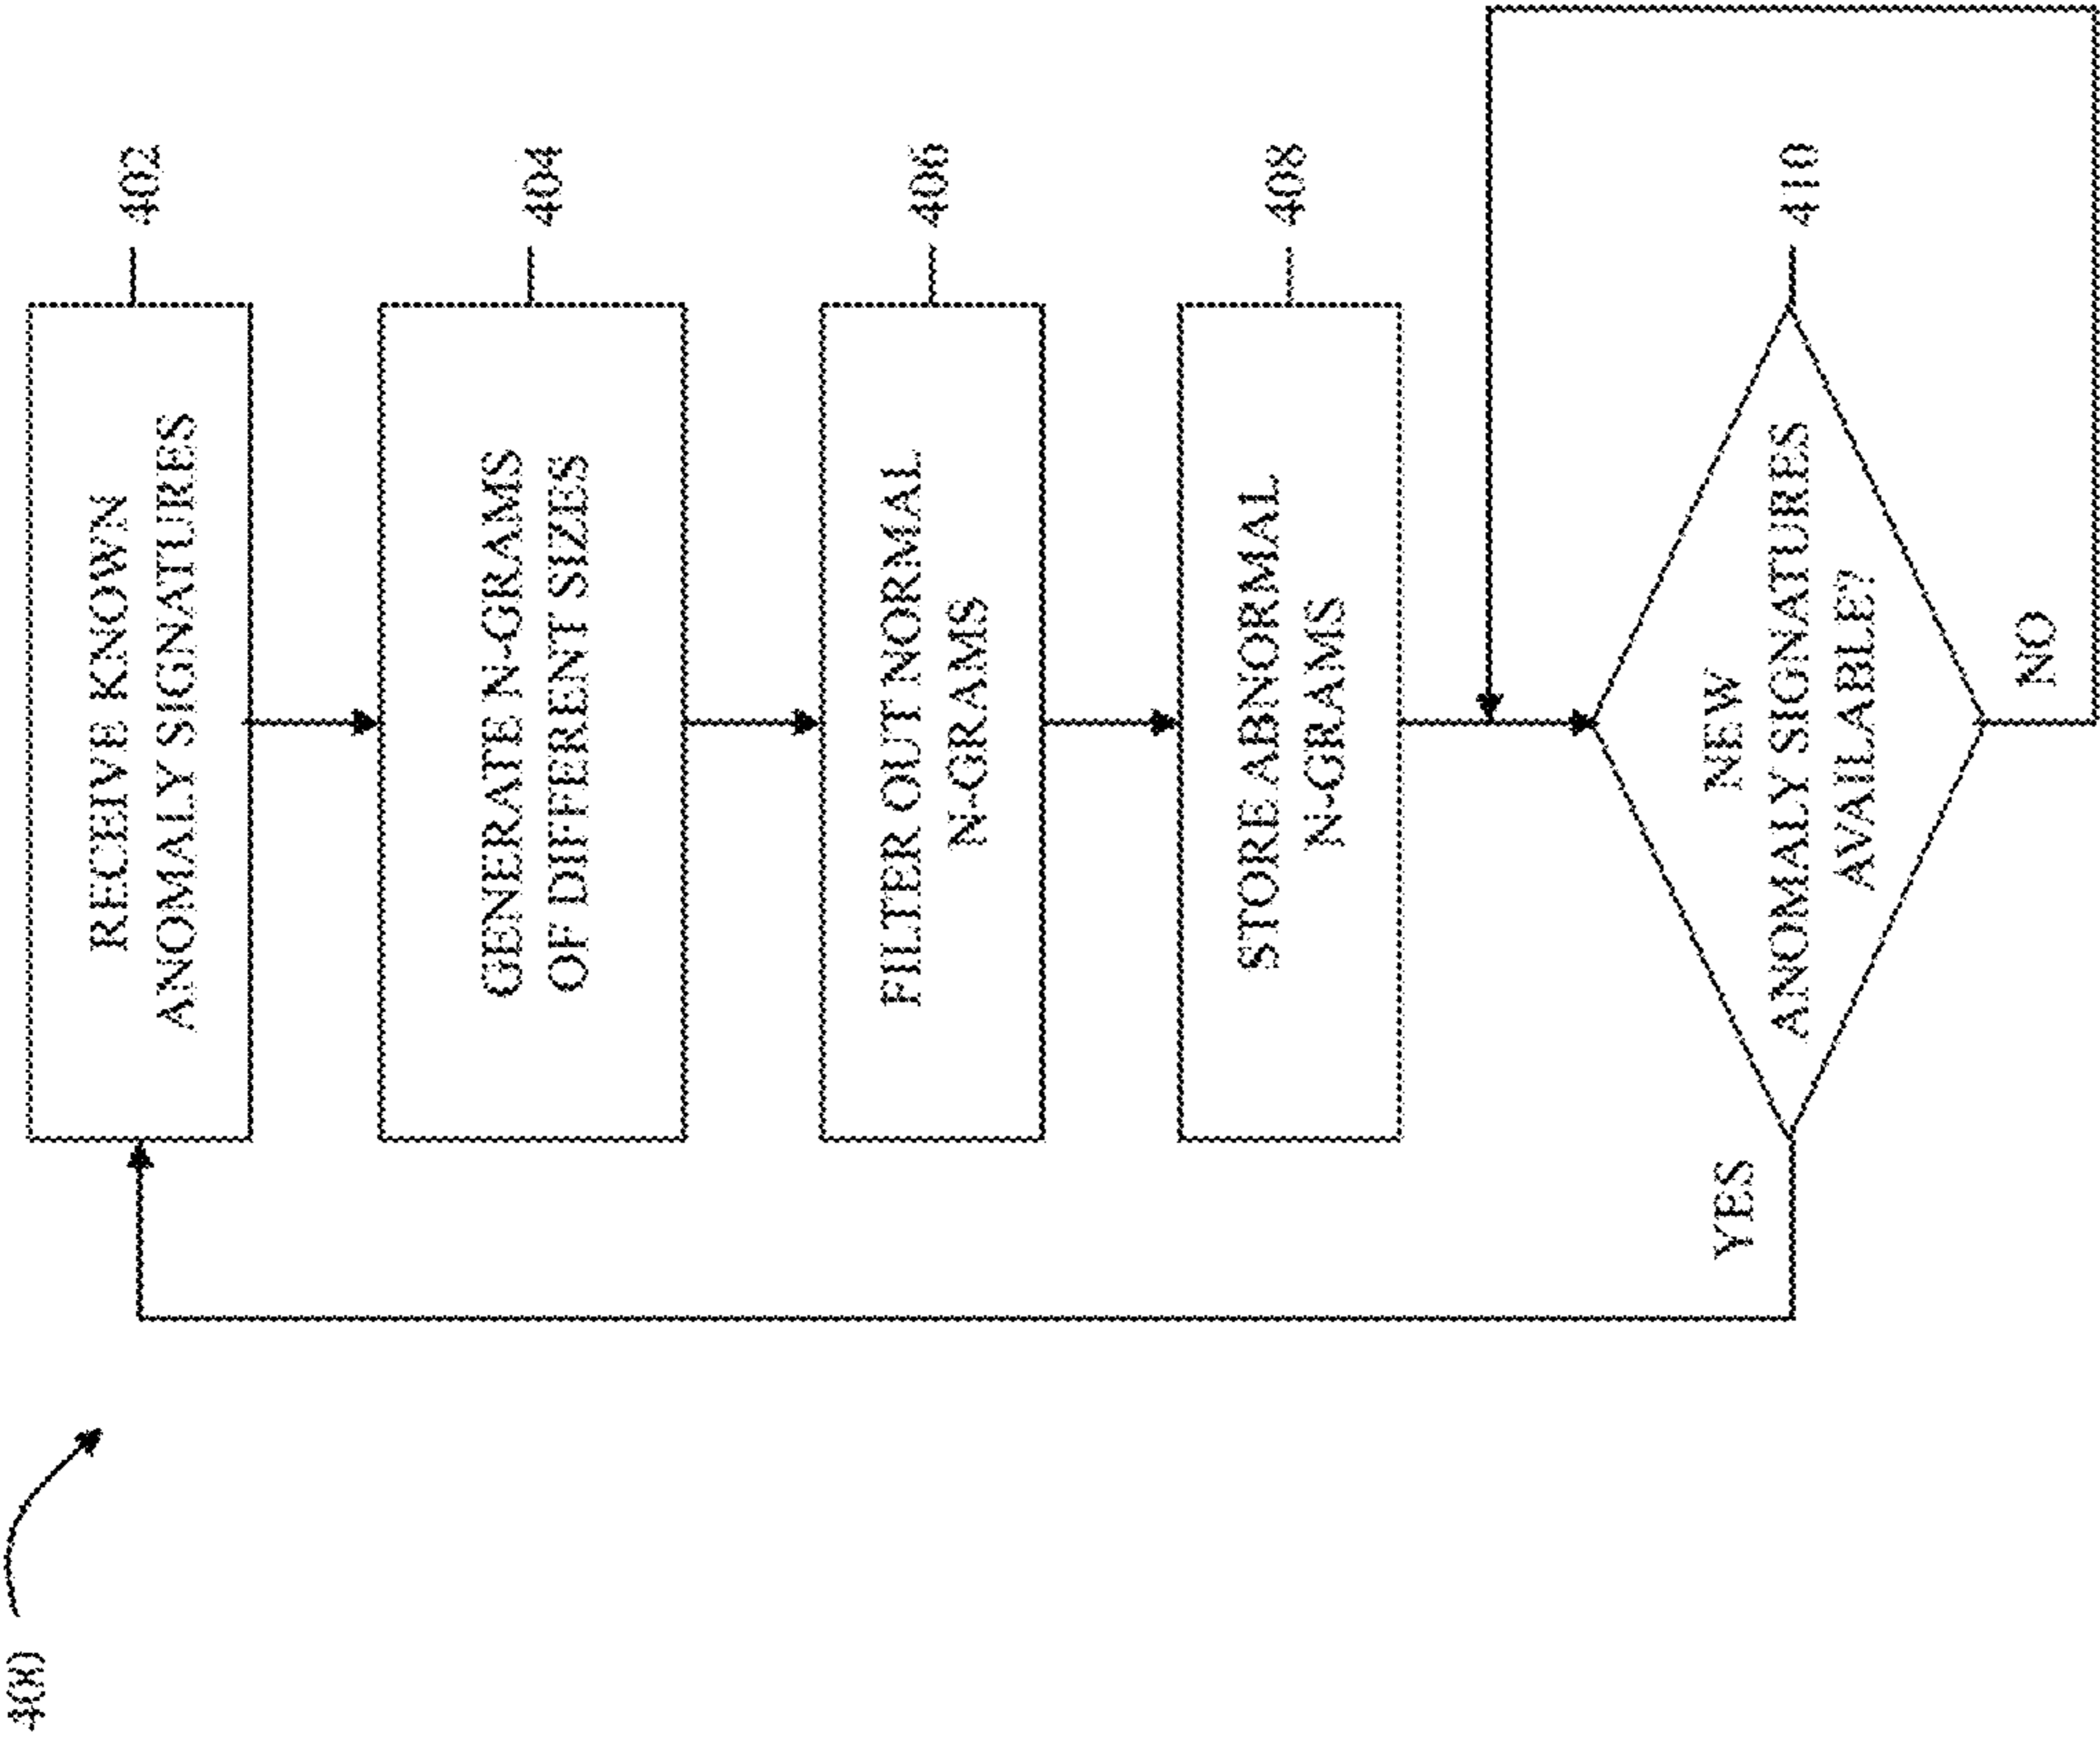 400
RECEIVE KNOWN
ANOMALY SIGNATURES
402
GENERATE N-GRAMS
OF DIFFERENT SIZES
404
FILTER OUT NORMAL
N-GRAMS
406
STORE ABNORMAL
N-GRAMS
408
NEW
ANOMALY SIGNATURES
AVAILABLE?
410
YES
NO